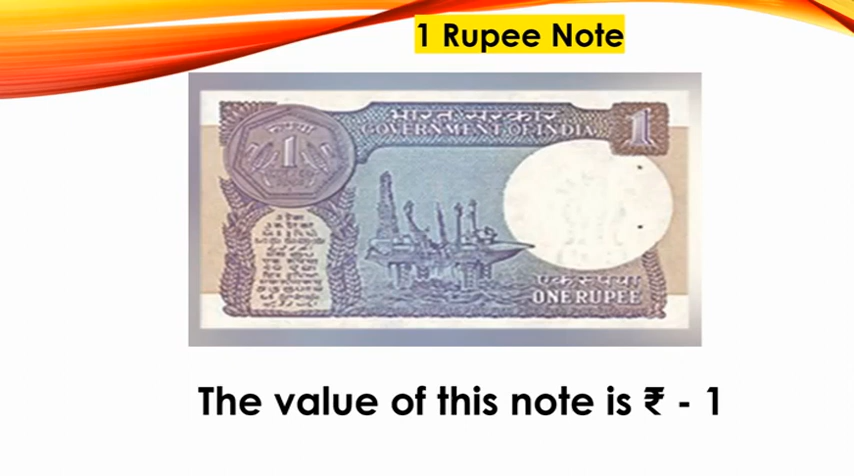 1 Rupee Note
भारत सरकार
GOVERNMENT OF INDIA
1
रुपया
1
एक रुपया
ONE RUPEE
The value of this note is ₹ - 1